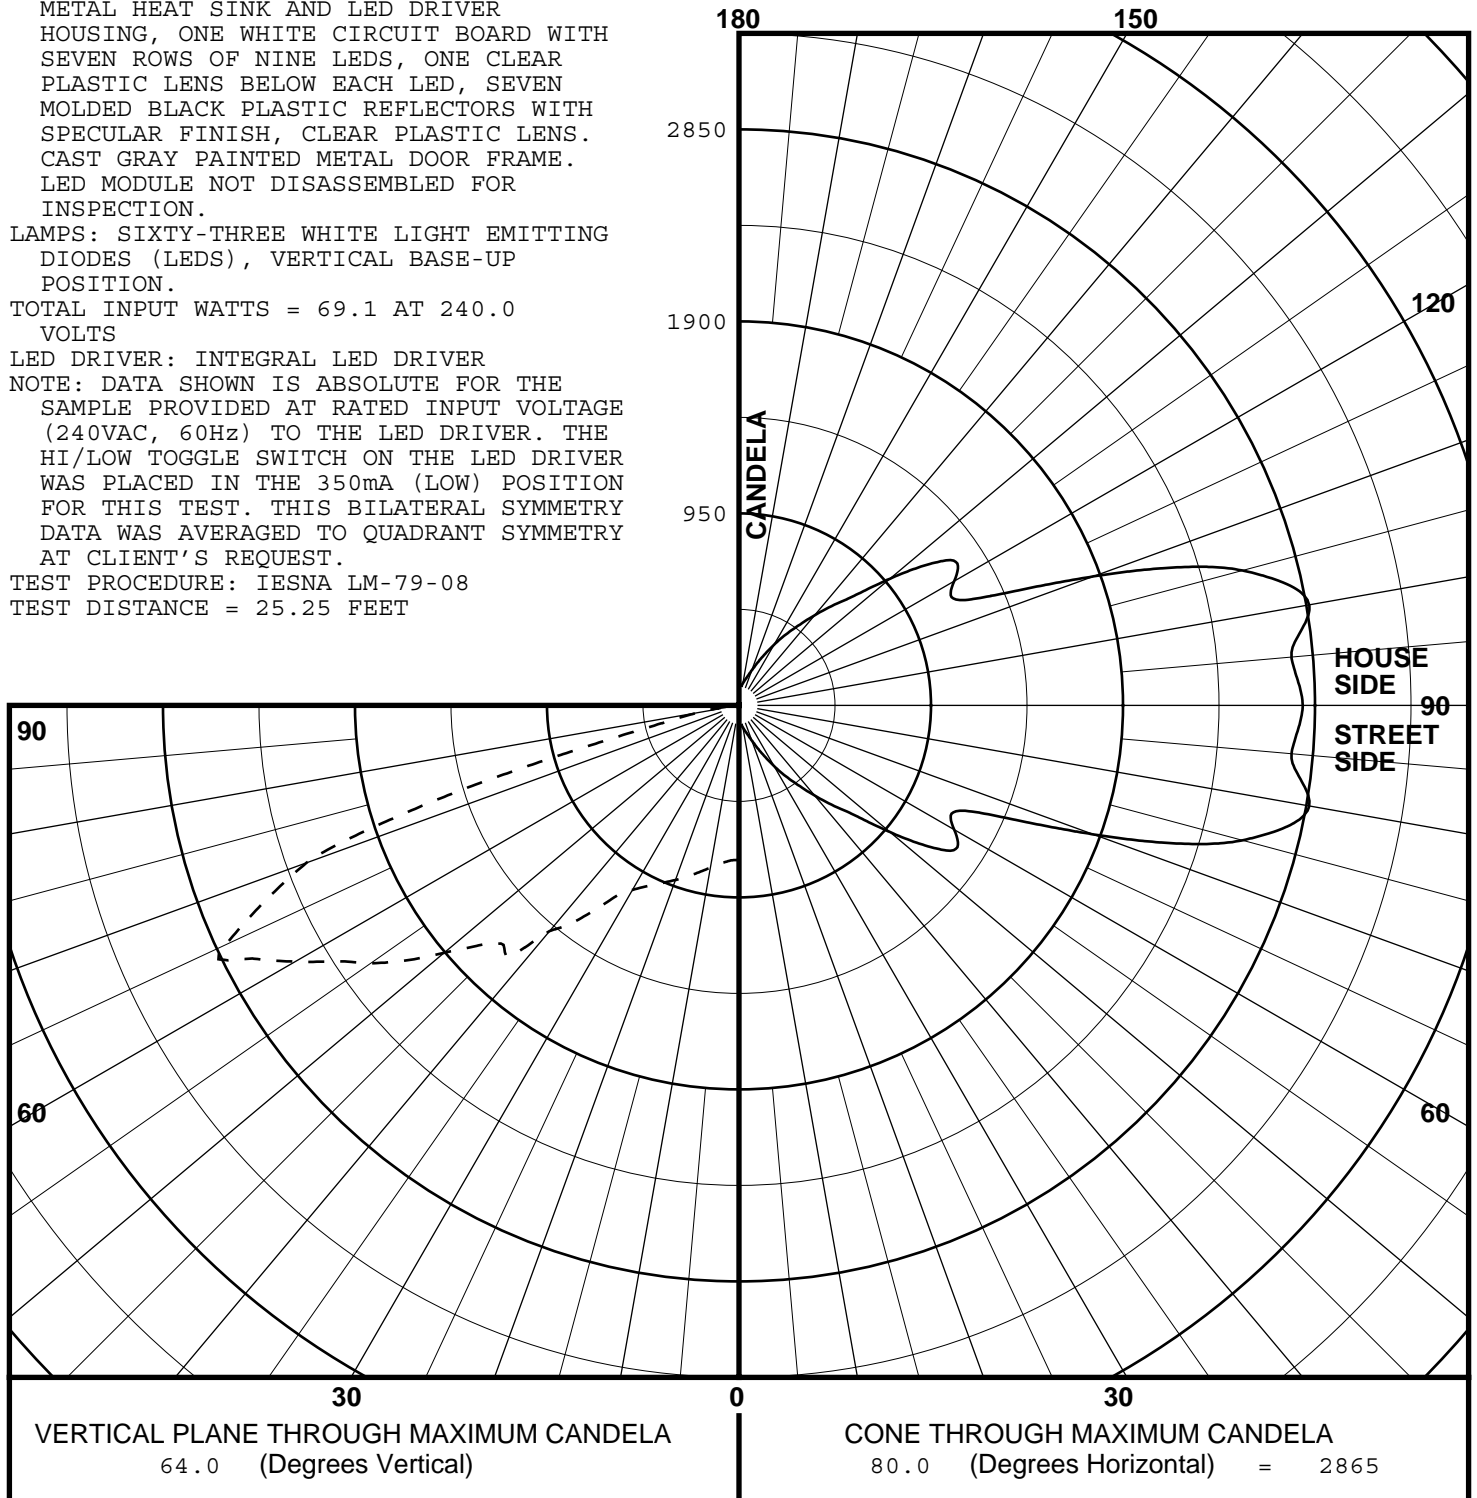 METAL HEAT SINK AND LED DRIVER
HOUSING, ONE WHITE CIRCUIT BOARD WITH
SEVEN ROWS OF NINE LEDS, ONE CLEAR
PLASTIC LENS BELOW EACH LED, SEVEN
MOLDED BLACK PLASTIC REFLECTORS WITH
SPECULAR FINISH, CLEAR PLASTIC LENS.
CAST GRAY PAINTED METAL DOOR FRAME.
LED MODULE NOT DISASSEMBLED FOR
INSPECTION.
LAMPS: SIXTY-THREE WHITE LIGHT EMITTING
DIODES (LEDS), VERTICAL BASE-UP
POSITION.
TOTAL INPUT WATTS = 69.1 AT 240.0
VOLTS
LED DRIVER: INTEGRAL LED DRIVER
NOTE: DATA SHOWN IS ABSOLUTE FOR THE
SAMPLE PROVIDED AT RATED INPUT VOLTAGE
(240VAC, 60Hz) TO THE LED DRIVER. THE
HI/LOW TOGGLE SWITCH ON THE LED DRIVER
WAS PLACED IN THE 350mA (LOW) POSITION
FOR THIS TEST. THIS BILATERAL SYMMETRY
DATA WAS AVERAGED TO QUADRANT SYMMETRY
AT CLIENT'S REQUEST.
TEST PROCEDURE: IESNA LM-79-08
TEST DISTANCE = 25.25 FEET
180
150
2850
120
1900
CANDELA
950
HOUSE
SIDE
90
STREET
SIDE
90
60
60
30
0
30
VERTICAL PLANE THROUGH MAXIMUM CANDELA
64.0 (Degrees Vertical)
CONE THROUGH MAXIMUM CANDELA
80.0 (Degrees Horizontal) = 2865